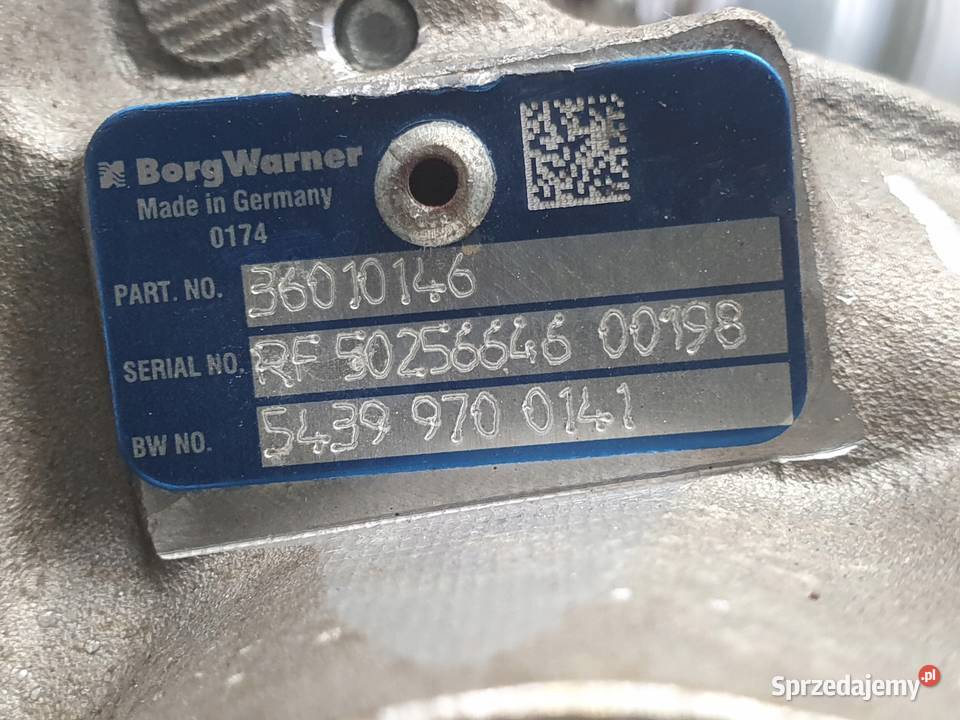 BorgWarner
Made in Germany
0174
PART. NO. 36010146
SERIAL NO. RF 50256646 00198
BW NO. 5439 970 0141
Sprzedajemy.pl